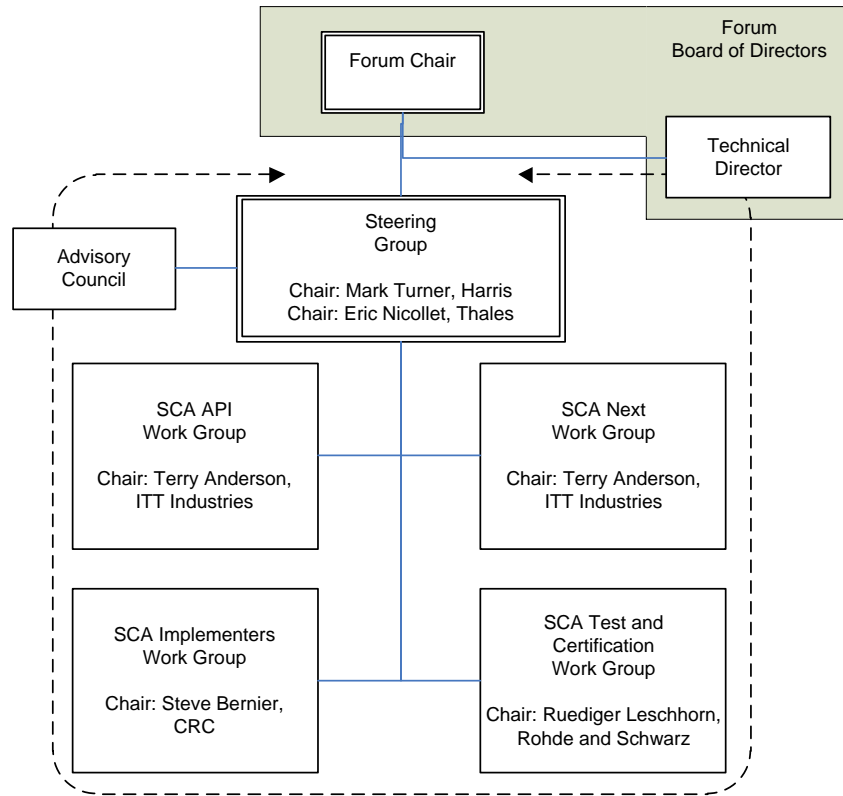 Forum
Board of Directors
Forum Chair
Technical
Director
Steering
Group
Chair: Mark Turner, Harris
Chair: Eric Nicollet, Thales
Advisory
Council
SCA API
Work Group
Chair: Terry Anderson,
ITT Industries
SCA Next
Work Group
Chair: Terry Anderson,
ITT Industries
SCA Implementers
Work Group
Chair: Steve Bernier,
CRC
SCA Test and
Certification
Work Group
Chair: Ruediger Leschhorn,
Rohde and Schwarz